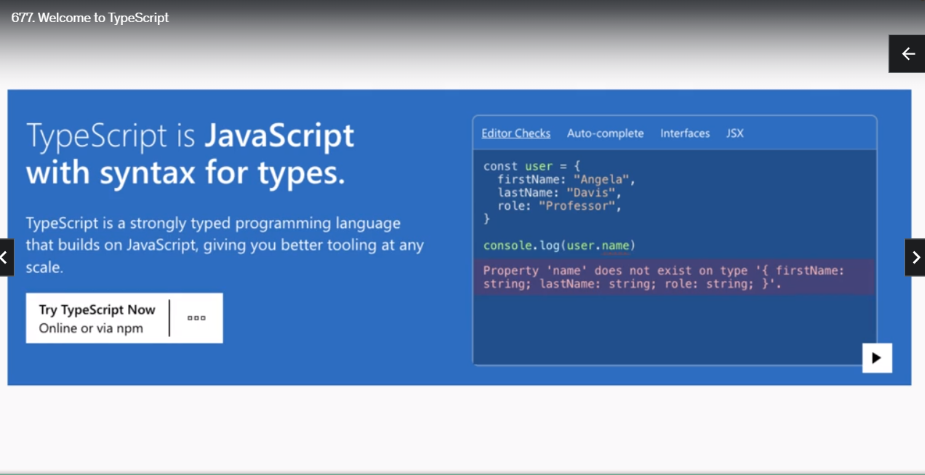 677. Welcome to TypeScript
TypeScript is JavaScript
with syntax for types.
TypeScript is a strongly typed programming language
that builds on JavaScript, giving you better tooling at any
scale.
Try TypeScript Now
Online or via npm
Editor Checks Auto-complete Interfaces JSX
const user = {
  firstName: "Angela",
  lastName: "Davis",
  role: "Professor",
}
console.log(user.name)
Property 'name' does not exist on type '{ firstName:
string; lastName: string; role: string; }'.